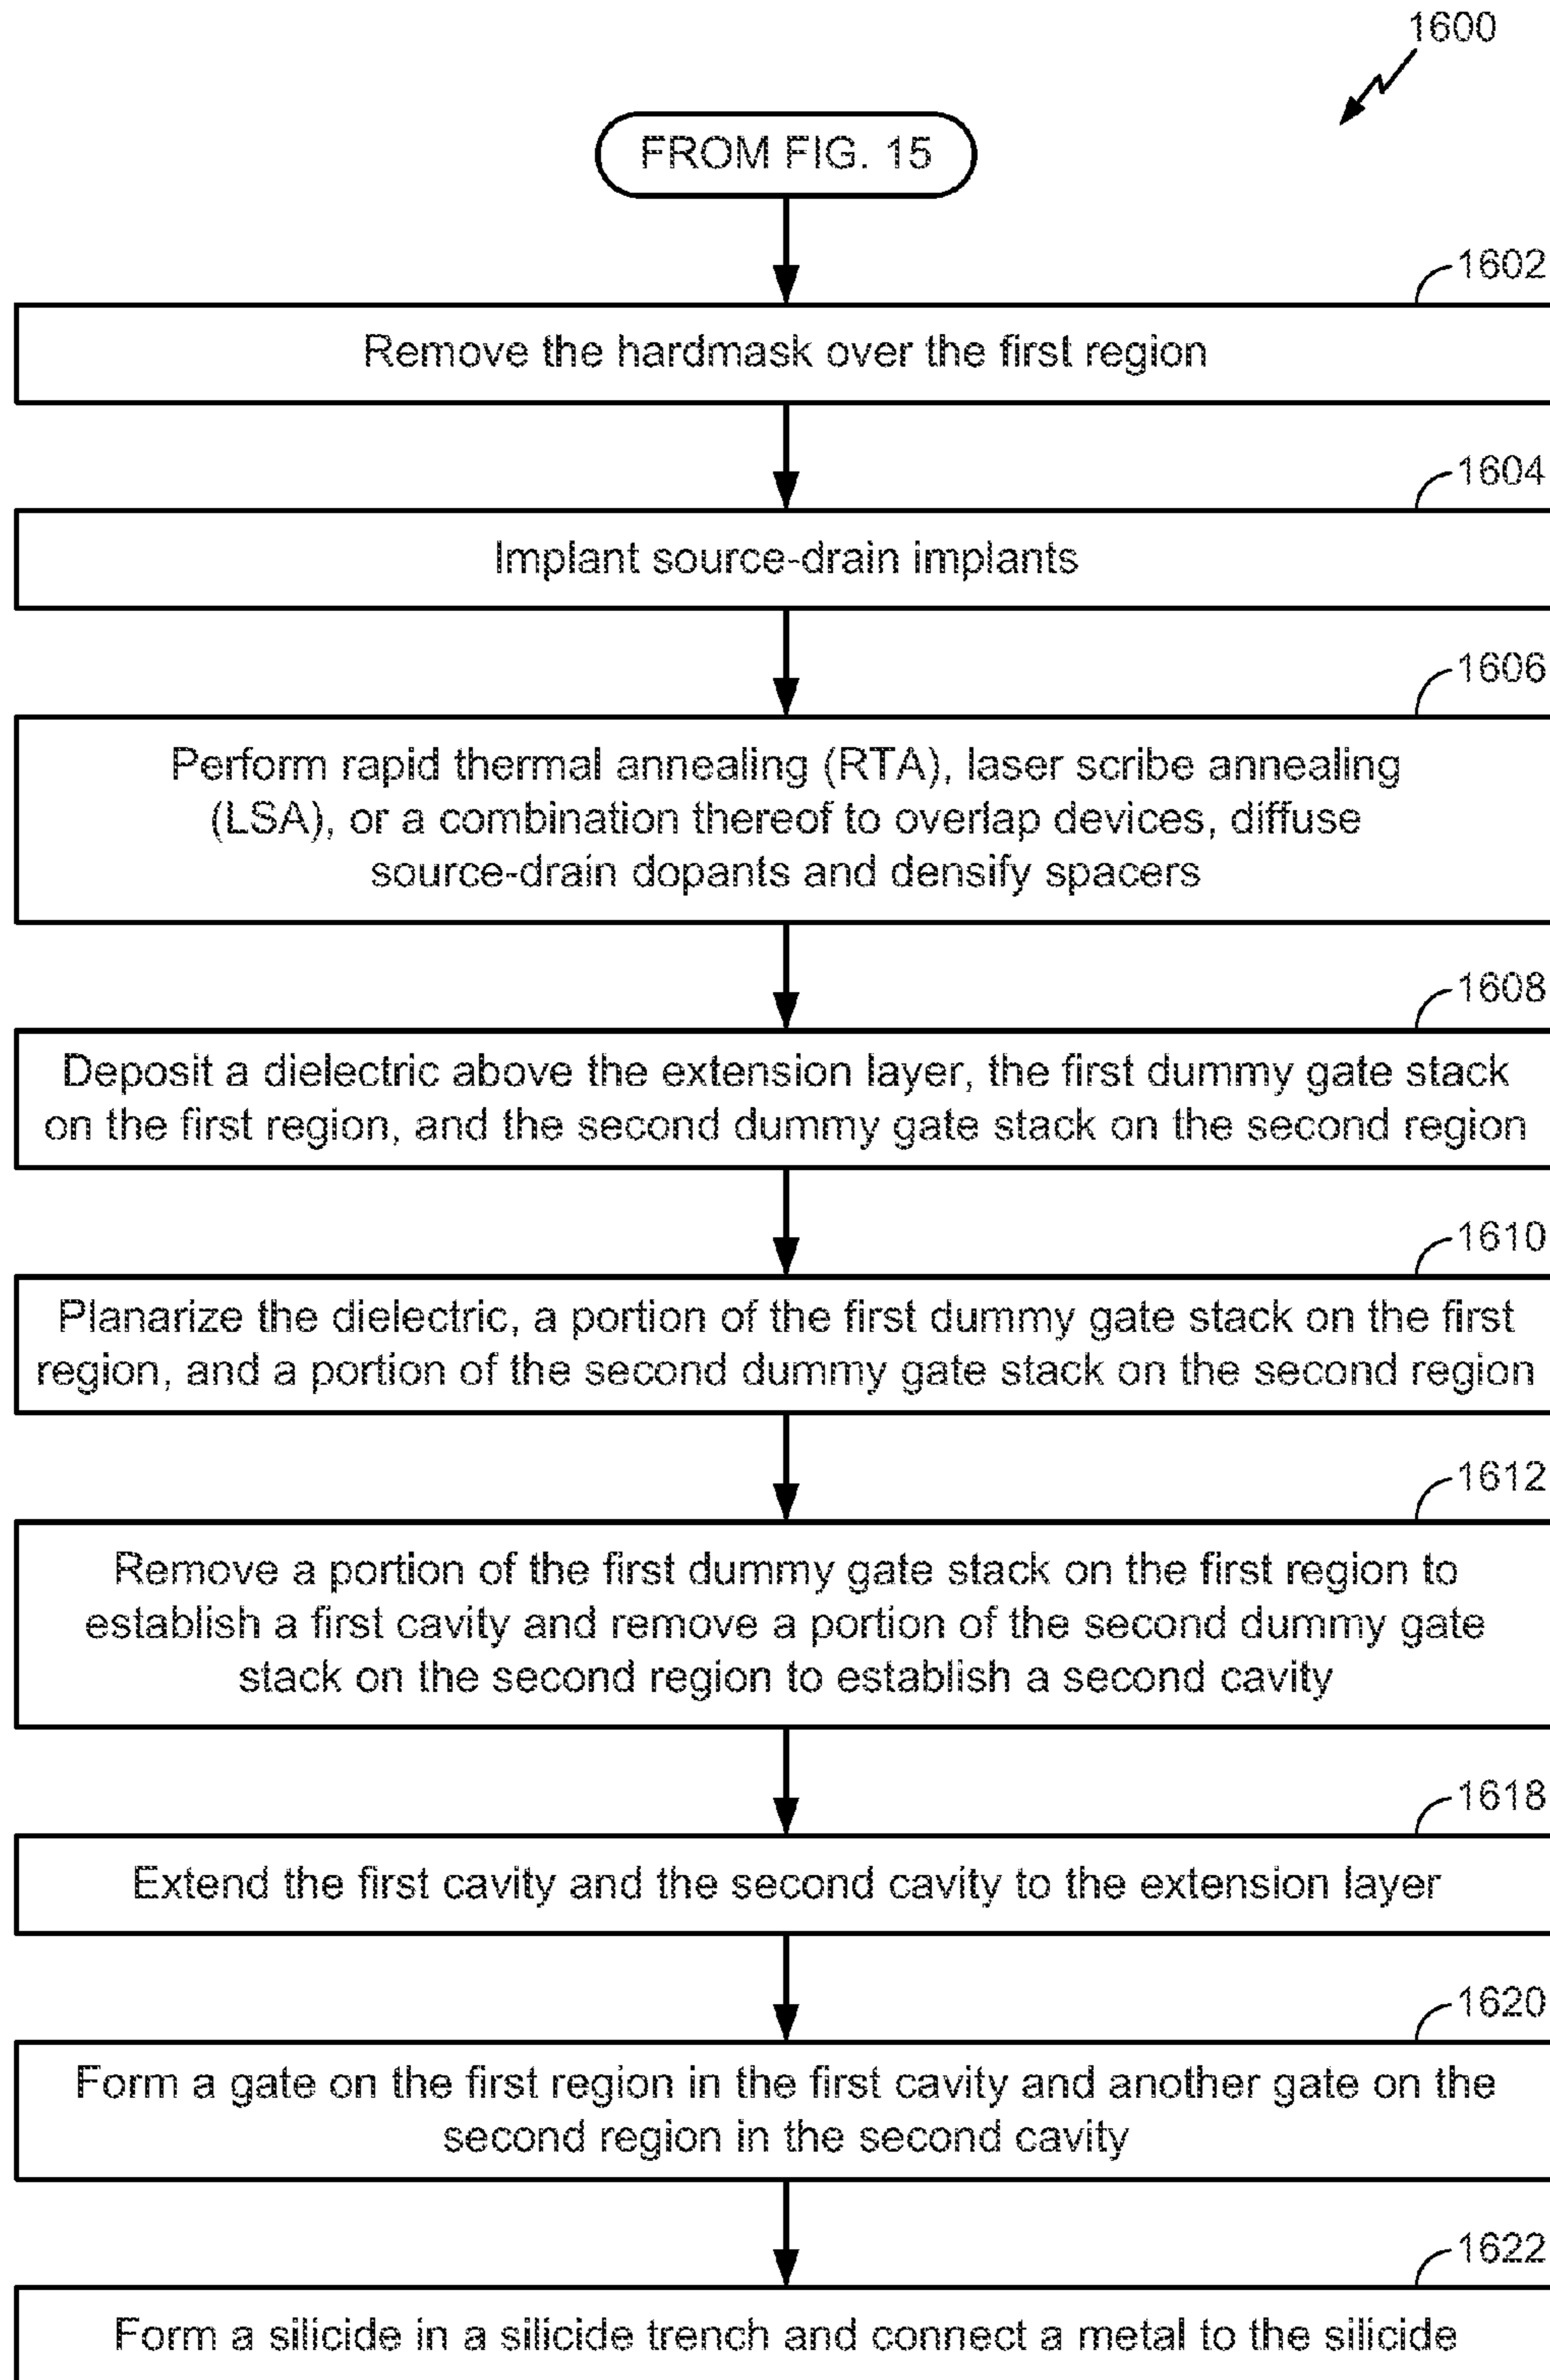 1600
FROM FIG. 15
1602
Remove the hardmask over the first region
1604
Implant source-drain implants
1606
Perform rapid thermal annealing (RTA), laser scribe annealing
(LSA), or a combination thereof to overlap devices, diffuse
source-drain dopants and densify spacers
1608
Deposit a dielectric above the extension layer, the first dummy gate stack
on the first region, and the second dummy gate stack on the second region
1610
Planarize the dielectric, a portion of the first dummy gate stack on the first
region, and a portion of the second dummy gate stack on the second region
1612
Remove a portion of the first dummy gate stack on the first region to
establish a first cavity and remove a portion of the second dummy gate
stack on the second region to establish a second cavity
1618
Extend the first cavity and the second cavity to the extension layer
1620
Form a gate on the first region in the first cavity and another gate on the
second region in the second cavity
1622
Form a silicide in a silicide trench and connect a metal to the silicide